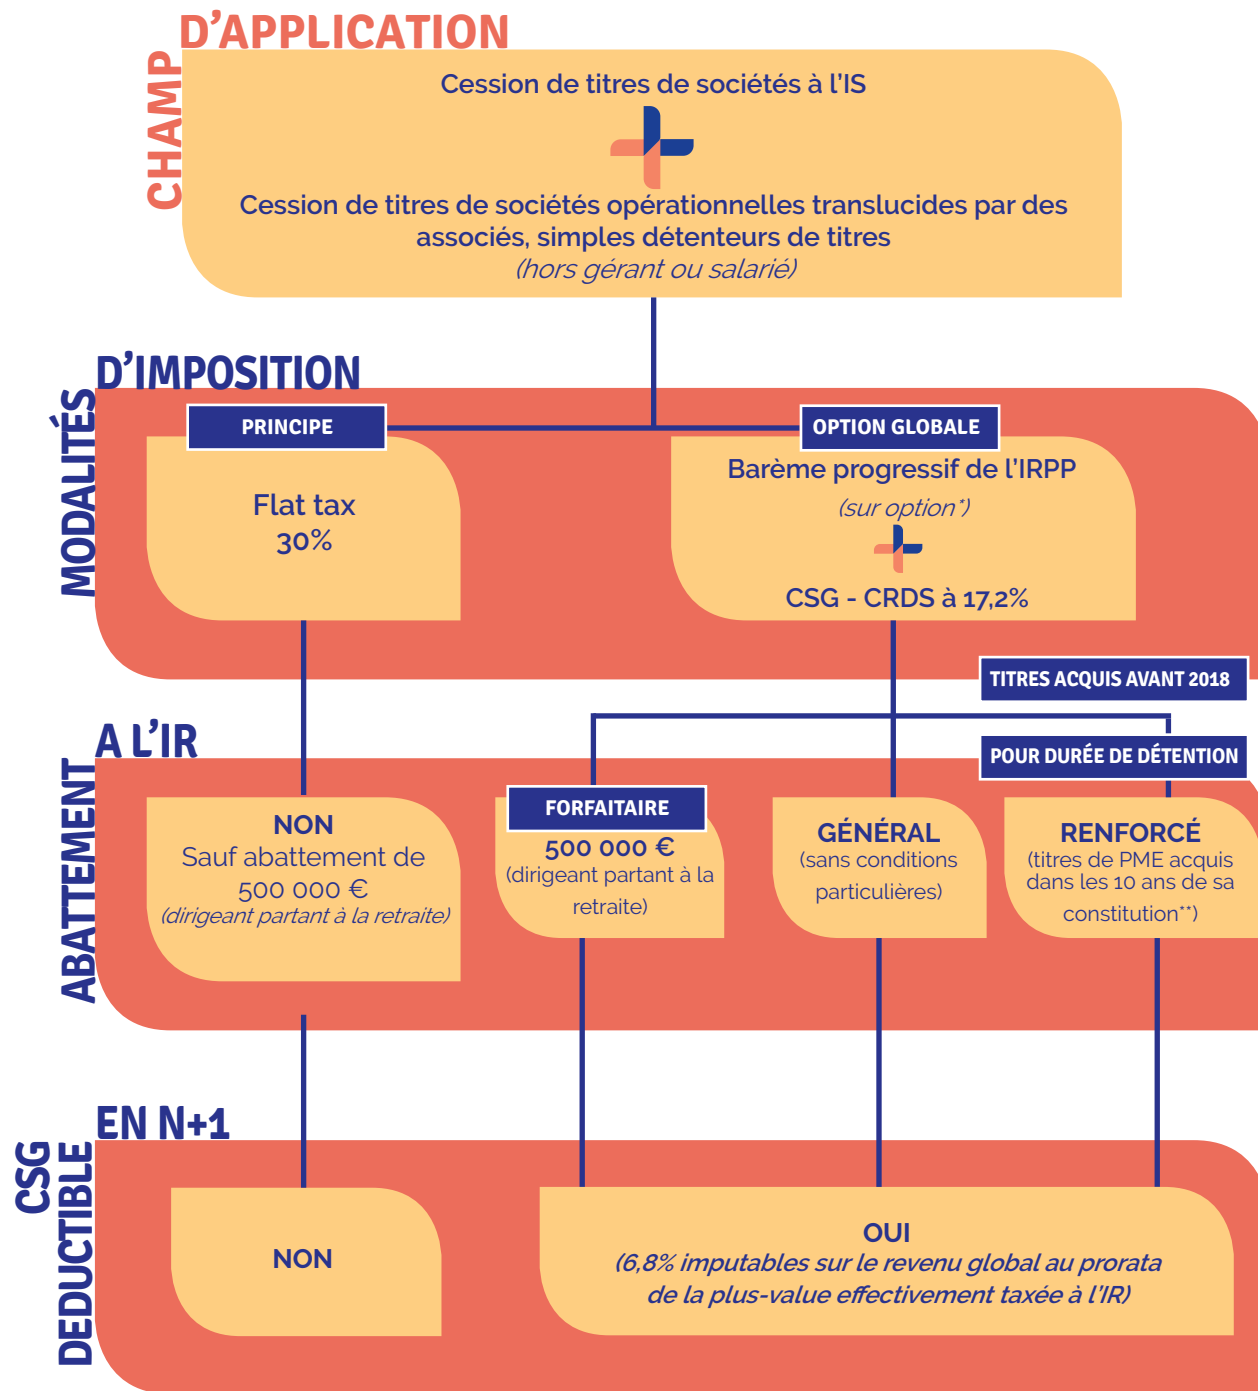 D'APPLICATION
CHAMP
Cession de titres de sociétés à l'IS
Cession de titres de sociétés opérationnelles translucides par des
associés, simples détenteurs de titres
(hors gérant ou salarié)
D'IMPOSITION
MODALITÉS
PRINCIPE
Flat tax
30%
OPTION GLOBALE
Barème progressif de l'IRPP
(sur option*)
CSG - CRDS à 17,2%
TITRES ACQUIS AVANT 2018
A L'IR
ABATTEMENT
POUR DURÉE DE DÉTENTION
NON
Sauf abattement de
500 000 €
(dirigeant partant à la retraite)
FORFAITAIRE
500 000 €
(dirigeant partant à la
retraite)
GÉNÉRAL
(sans conditions
particulières)
RENFORCÉ
(titres de PME acquis
dans les 10 ans de sa
constitution**)
EN N+1
CSG
DEDUCTIBLE
NON
OUI
(6,8% imputables sur le revenu global au prorata
de la plus-value effectivement taxée à l'IR)